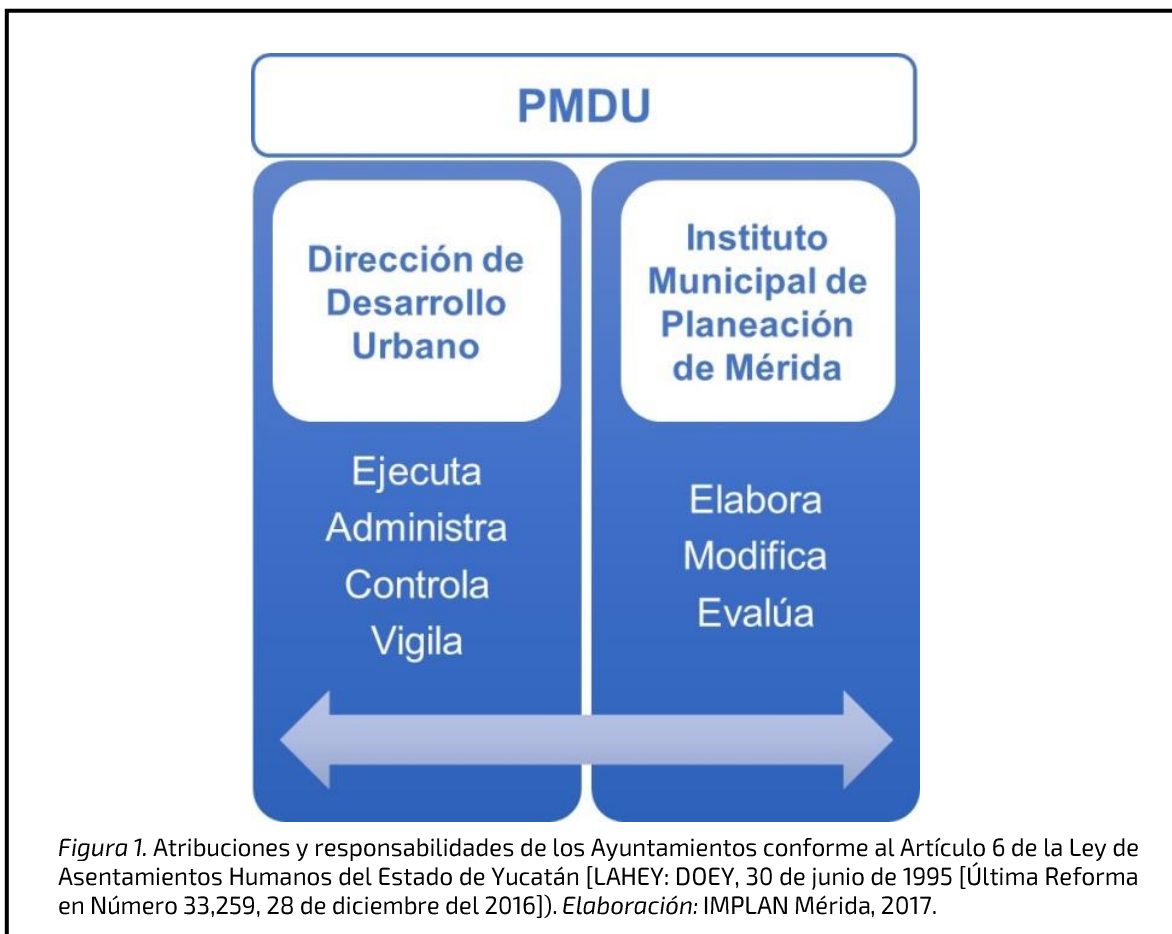 PMDU
Dirección de
Desarrollo
Urbano
Ejecuta
Administra
Controla
Vigila
Instituto
Municipal de
Planeación
de Mérida
Elabora
Modifica
Evalúa
Figura 1. Atribuciones y responsabilidades de los Ayuntamientos conforme al Artículo 6 de la Ley de
Asentamientos Humanos del Estado de Yucatán [LAHEY: DOEY, 30 de junio de 1995 [Última Reforma
en Número 33,259, 28 de diciembre del 2016]). Elaboración: IMPLAN Mérida, 2017.